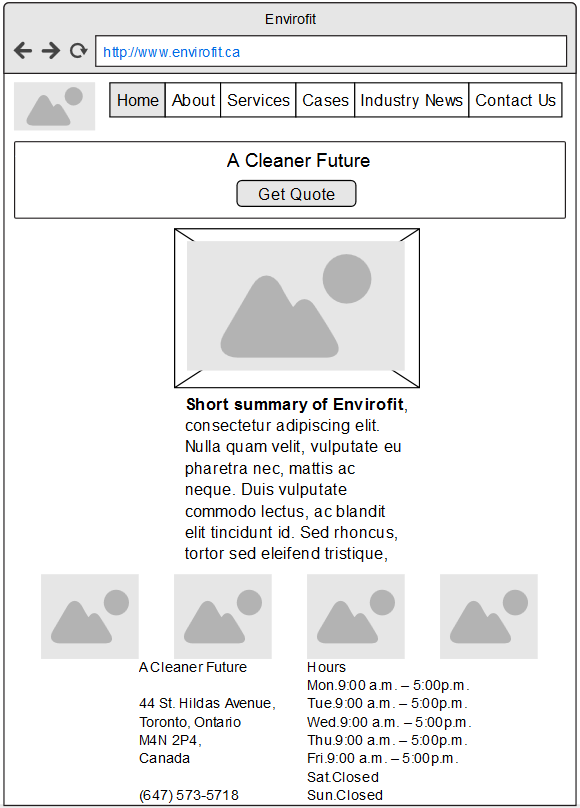 Envirofit
http://www.envirofit.ca
Home About Services Cases Industry News Contact Us
A Cleaner Future
Get Quote
Short summary of Envirofit,
consectetur adipiscing elit.
Nulla quam velit, vulputate eu
pharetra nec, mattis ac
neque. Duis vulputate
commodo lectus, ac blandit
elit tincidunt id. Sed rhoncus,
tortor sed eleifend tristique,
A Cleaner Future
44 St. Hildas Avenue,
Toronto, Ontario
M4N 2P4,
Canada
(647) 573-5718
Hours
Mon.9:00 a.m. – 5:00p.m.
Tue.9:00 a.m. – 5:00p.m.
Wed.9:00 a.m. – 5:00p.m.
Thu.9:00 a.m. – 5:00p.m.
Fri.9:00 a.m. – 5:00p.m.
Sat.Closed
Sun.Closed